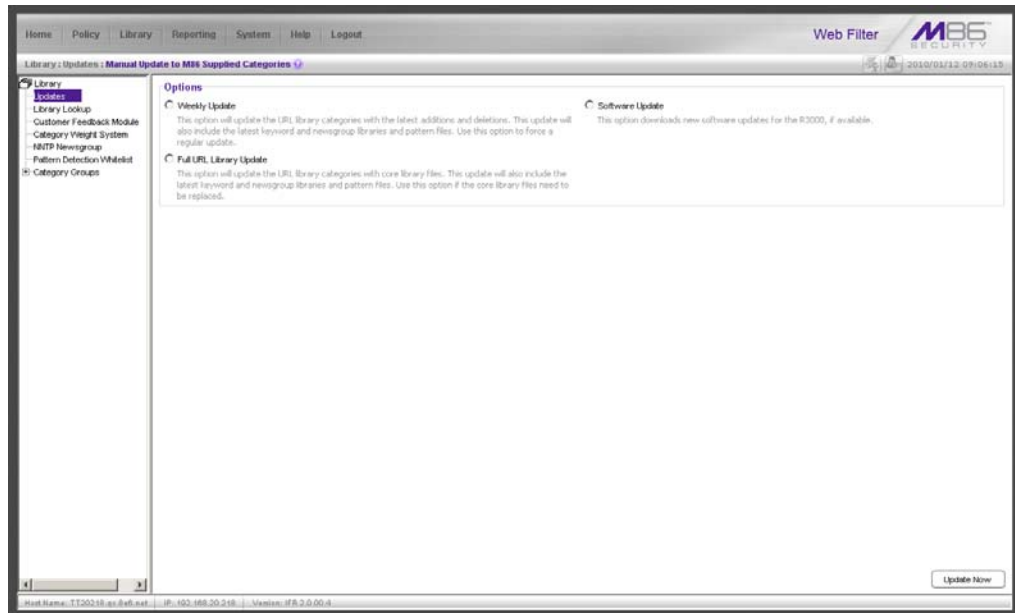 Home Policy Library Reporting System Help Logout
Web Filter
M86 SECURITY
Library : Updates : Manual Update to M86 Supplied Categories
2010/01/12 09:06:15
Library
Updates
Library Lookup
Customer Feedback Module
Category Weight System
NNTP Newsgroup
Pattern Detection Whitelist
Category Groups
Options
Weekly Update
This option will update the URL library categories with the latest additions and deletions. This update will
also include the latest keyword and newsgroup libraries and pattern files. Use this option to force a
regular update.
Full URL Library Update
This option will update the URL library categories with core library files. This update will also include the
latest keyword and newsgroup libraries and pattern files. Use this option if the core library files need to
be replaced.
Software Update
This option downloads new software updates for the R3000, if available.
Update Now
Host Name: IP: Version: